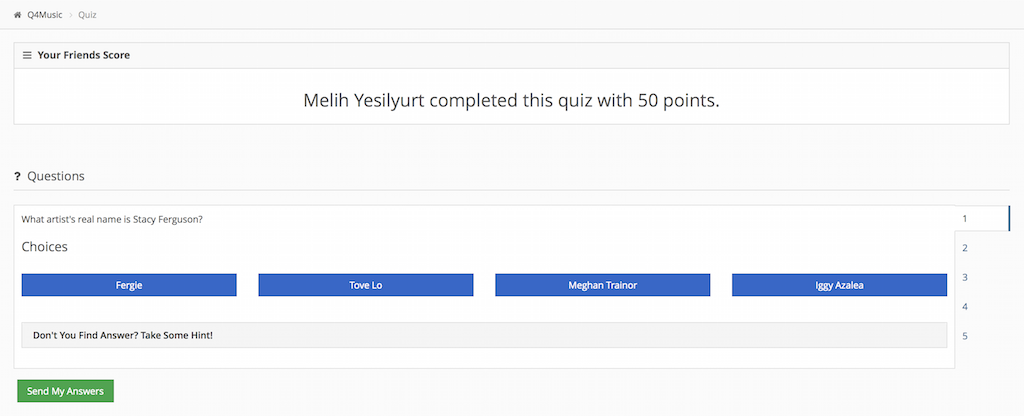 Q4Music > Quiz
Your Friends Score
Melih Yesilyurt completed this quiz with 50 points.
? Questions
What artist's real name is Stacy Ferguson?
1
Choices
2
Fergie Tove Lo Meghan Trainor Iggy Azalea
3
4
Don't You Find Answer? Take Some Hint!
5
Send My Answers